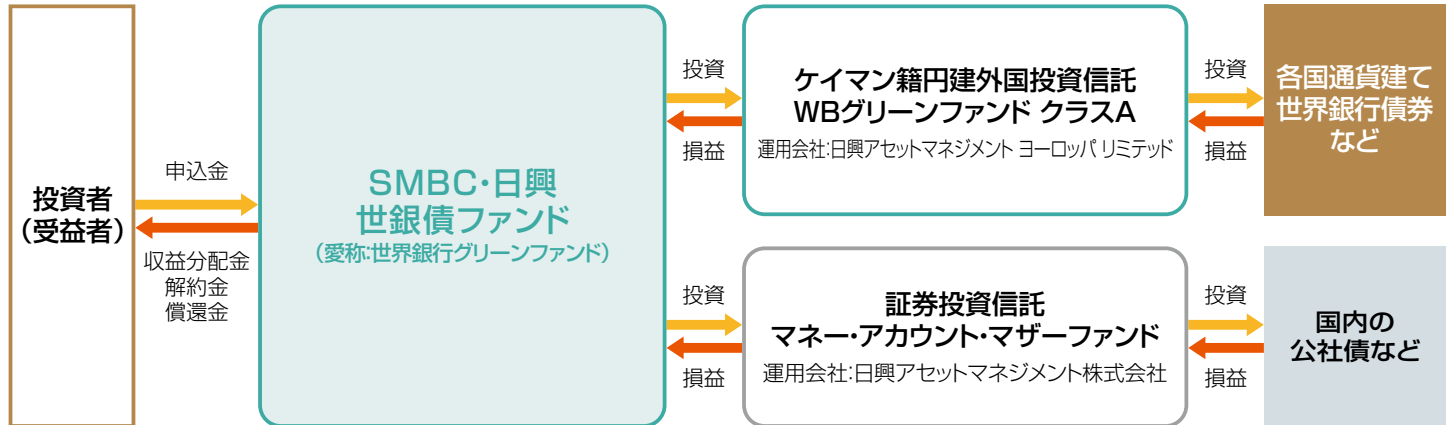 投資者
（受益者）
申込金
収益分配金
解約金
償還金
SMBC・日興
世銀債ファンド
（愛称:世界銀行グリーンファンド）
投資
損益
ケイマン籍円建外国投資信託
WBグリーンファンド クラスA
運用会社:日興アセットマネジメント ヨーロッパ リミテッド
投資
損益
各国通貨建て
世界銀行債券
など
投資
損益
証券投資信託
マネー・アカウント・マザーファンド
運用会社:日興アセットマネジメント株式会社
投資
損益
国内の
公社債など